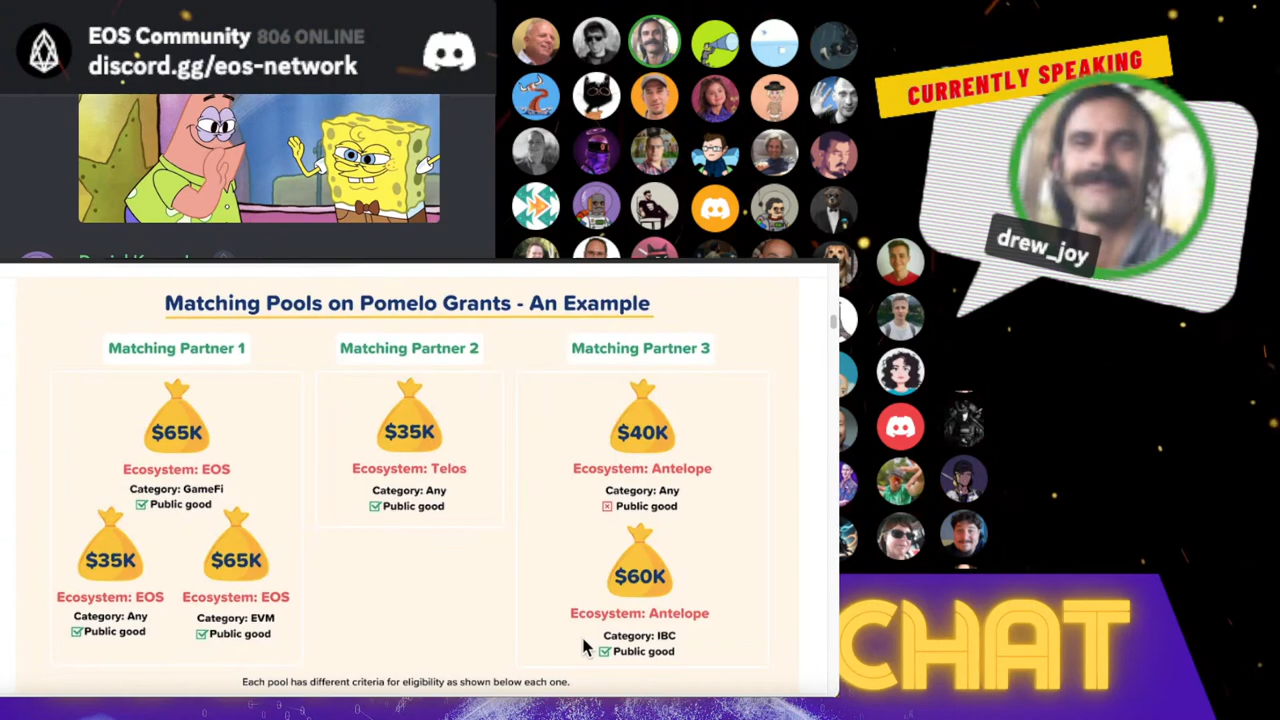 EOS Community 806 ONLINE
discord.gg/eos-network
CURRENTLY SPEAKING
drew_joy
Matching Pools on Pomelo Grants - An Example
Matching Partner 1
Matching Partner 2
Matching Partner 3
$65K
$35K
$40K
Ecosystem: EOS
Ecosystem: Telos
Ecosystem: Antelope
Category: GameFi
Category: Any
Category: Any
Public good
Public good
Public good
$35K
$65K
$60K
Ecosystem: EOS
Ecosystem: EOS
Ecosystem: Antelope
Category: Any
Category: EVM
Category: IBC
Public good
Public good
Public good
Each pool has different criteria for eligibility as shown below each one.
CHAT